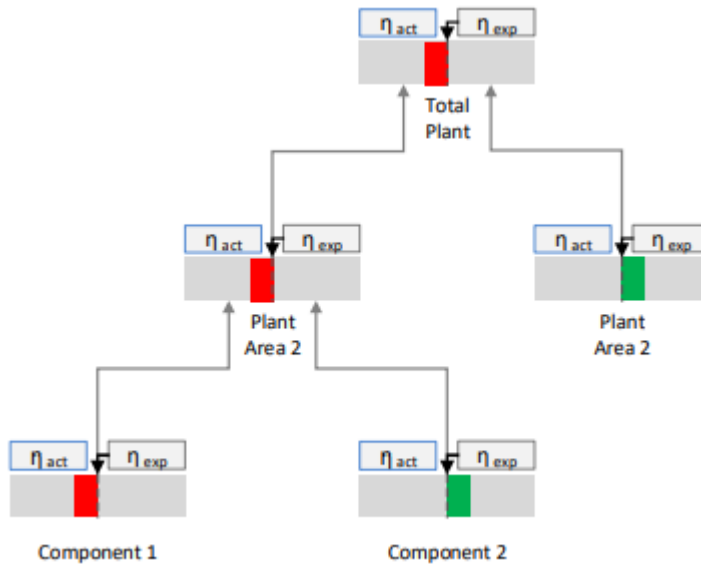 η act η exp
Total
Plant
η act η exp
η act η exp
Plant
Area 2
Plant
Area 2
η act η exp
η act η exp
Component 1
Component 2